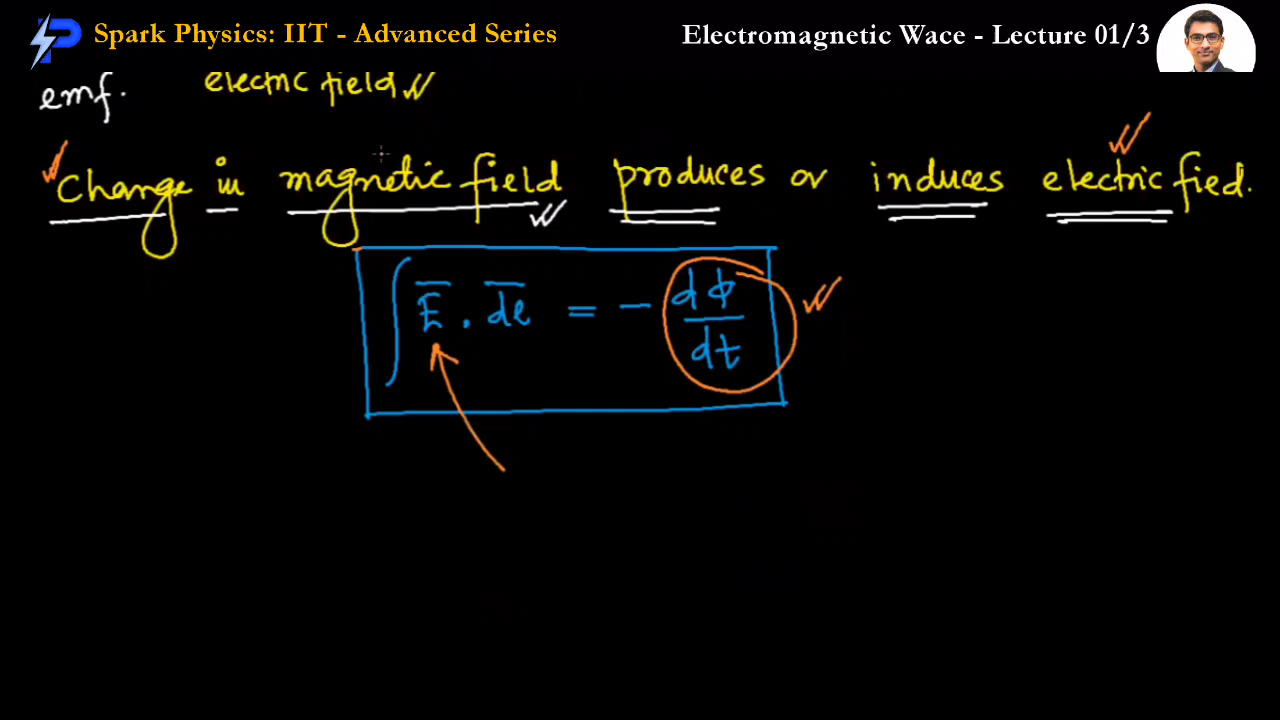 Spark Physics: IIT - Advanced Series
Electromagnetic Wace - Lecture 01/3
emf. electric field
Change in magnetic field produces or induces electric fied.
∫ E̅ . d̅l̅ = - dφ/dt